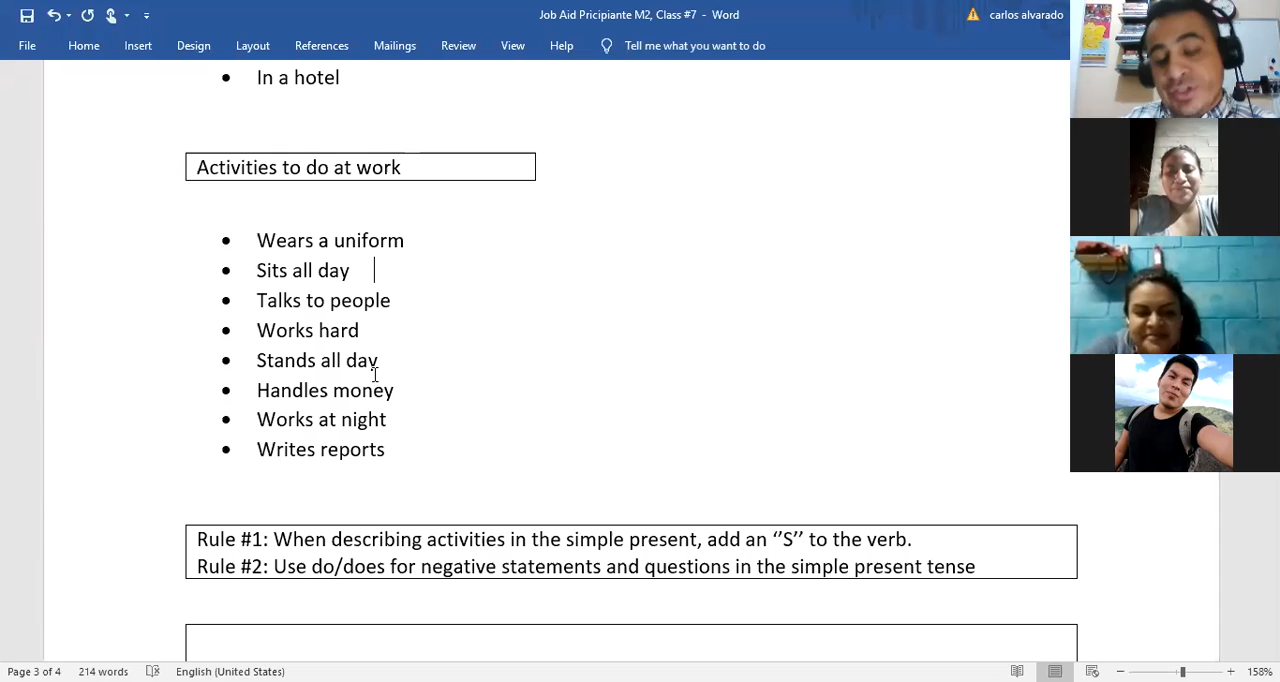 Job Aid Pricipiante M2, Class #7 - Word
carlos alvarado
File Home Insert Design Layout References Mailings Review View Help Tell me what you want to do
• In a hotel
Activities to do at work
• Wears a uniform
• Sits all day
• Talks to people
• Works hard
• Stands all day
• Handles money
• Works at night
• Writes reports
Rule #1: When describing activities in the simple present, add an ‘’S’’ to the verb.
Rule #2: Use do/does for negative statements and questions in the simple present tense
Page 3 of 4 214 words English (United States) 158%